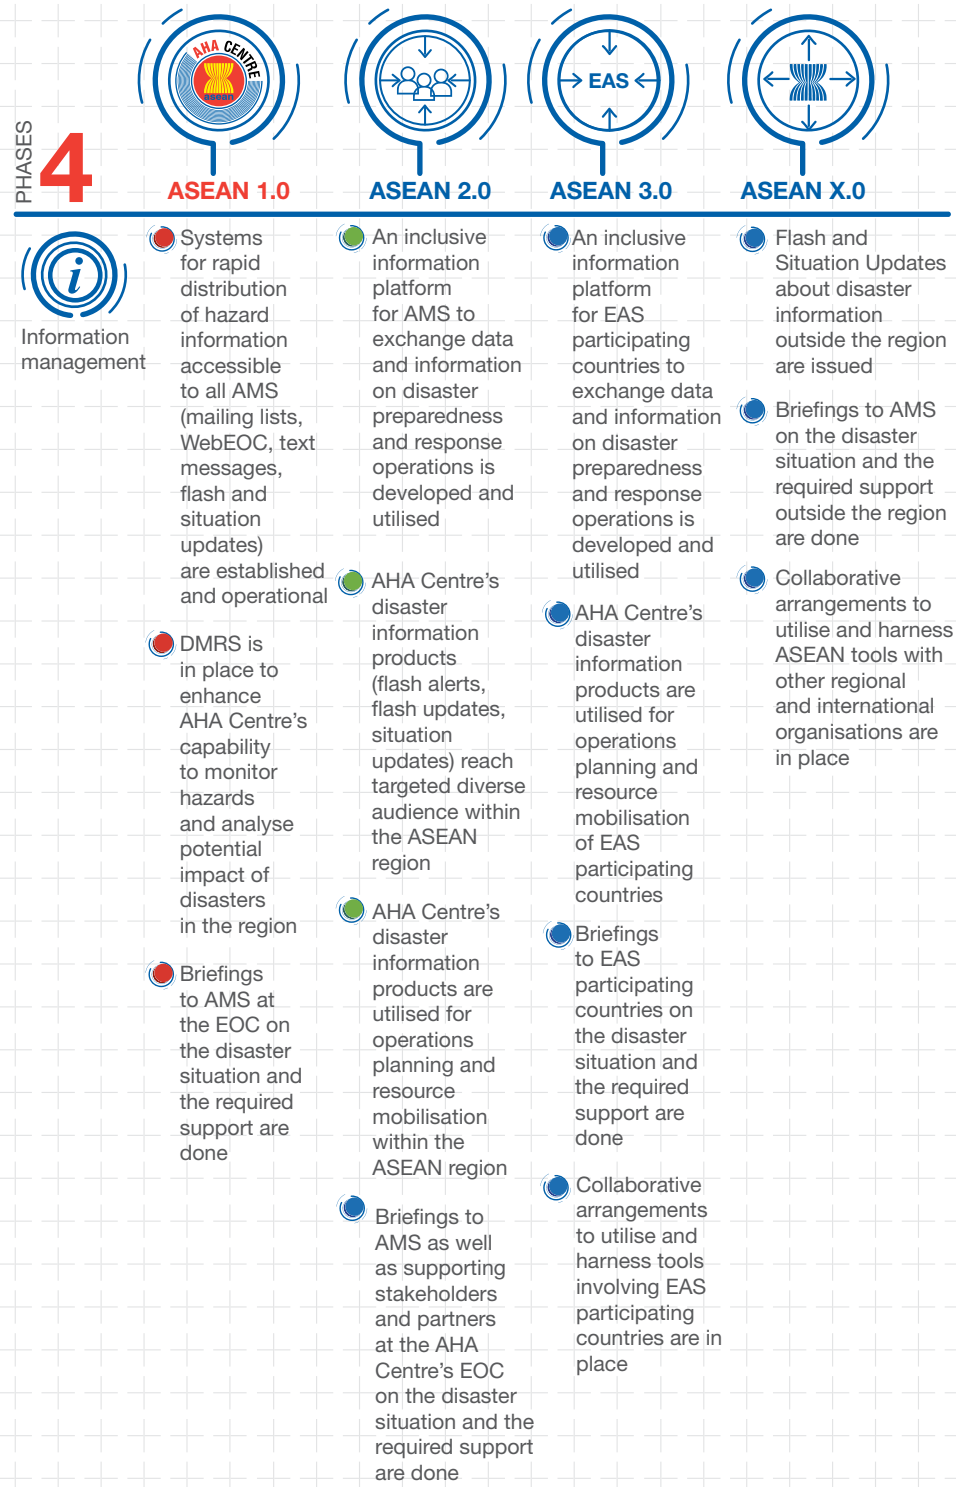 PHASES
4
AHA CENTRE
asean
EAS
ASEAN 1.0
ASEAN 2.0
ASEAN 3.0
ASEAN X.0
i
Information
management
Systems
for rapid
distribution
of hazard
information
accessible
to all AMS
(mailing lists,
WebEOC, text
messages,
flash and
situation
updates)
are established
and operational
DMRS is
in place to
enhance
AHA Centre’s
capability
to monitor
hazards
and analyse
potential
impact of
disasters
in the region
Briefings
to AMS at
the EOC on
the disaster
situation and
the required
support are
done
An inclusive
information
platform
for AMS to
exchange data
and information
on disaster
preparedness
and response
operations is
developed and
utilised
AHA Centre’s
disaster
information
products
(flash alerts,
flash updates,
situation
updates) reach
targeted diverse
audience within
the ASEAN
region
AHA Centre’s
disaster
information
products are
utilised for
operations
planning and
resource
mobilisation
within the
ASEAN region
Briefings to
AMS as well
as supporting
stakeholders
and partners
at the AHA
Centre’s EOC
on the disaster
situation and the
required support
are done
An inclusive
information
platform
for EAS
participating
countries to
exchange data
and information
on disaster
preparedness
and response
operations is
developed and
utilised
AHA Centre’s
disaster
information
products are
utilised for
operations
planning and
resource
mobilisation
of EAS
participating
countries
Briefings
to EAS
participating
countries on
the disaster
situation and
the required
support are
done
Collaborative
arrangements
to utilise and
harness tools
involving EAS
participating
countries are in
place
Flash and
Situation Updates
about disaster
information
outside the region
are issued
Briefings to AMS
on the disaster
situation and the
required support
outside the region
are done
Collaborative
arrangements to
utilise and harness
ASEAN tools with
other regional
and international
organisations are
in place